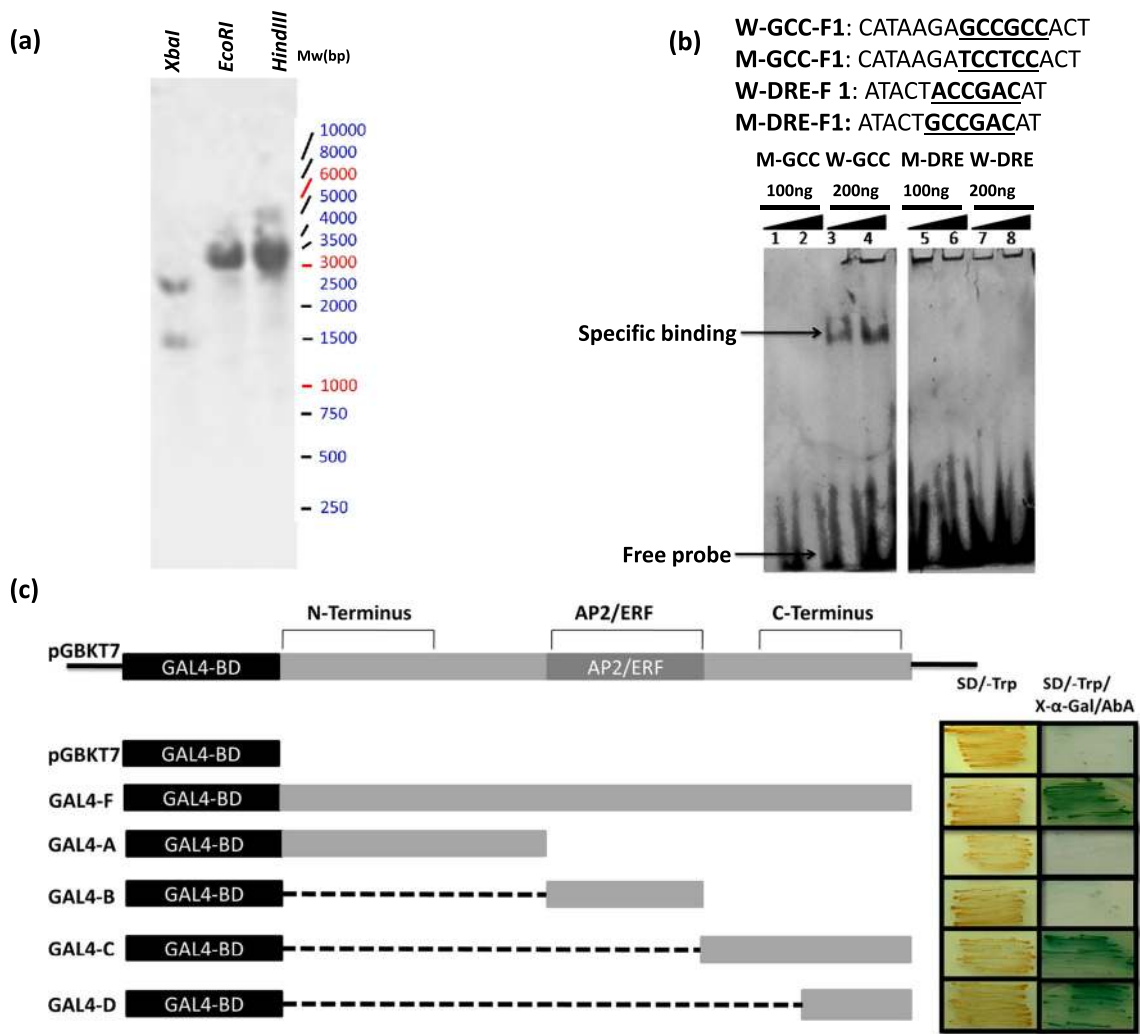 (a)
XbaI
EcoRI
HindIII
Mw(bp)
10000
8000
6000
5000
4000
3500
3000
2500
2000
1500
1000
750
500
250
(b)
W-GCC-F1: CATAAGAGCCGCCACT
M-GCC-F1: CATAAGATCCTCCACT
W-DRE-F 1: ATACTACCGACAT
M-DRE-F1: ATACTGCCGACAT
M-GCC W-GCC M-DRE W-DRE
100ng 200ng 100ng 200ng
1 2 3 4 5 6 7 8
Specific binding
Free probe
(c)
N-Terminus AP2/ERF C-Terminus
pGBKT7 GAL4-BD AP2/ERF
SD/-Trp SD/-Trp/
X-α-Gal/AbA
pGBKT7 GAL4-BD
GAL4-F GAL4-BD
GAL4-A GAL4-BD
GAL4-B GAL4-BD
GAL4-C GAL4-BD
GAL4-D GAL4-BD